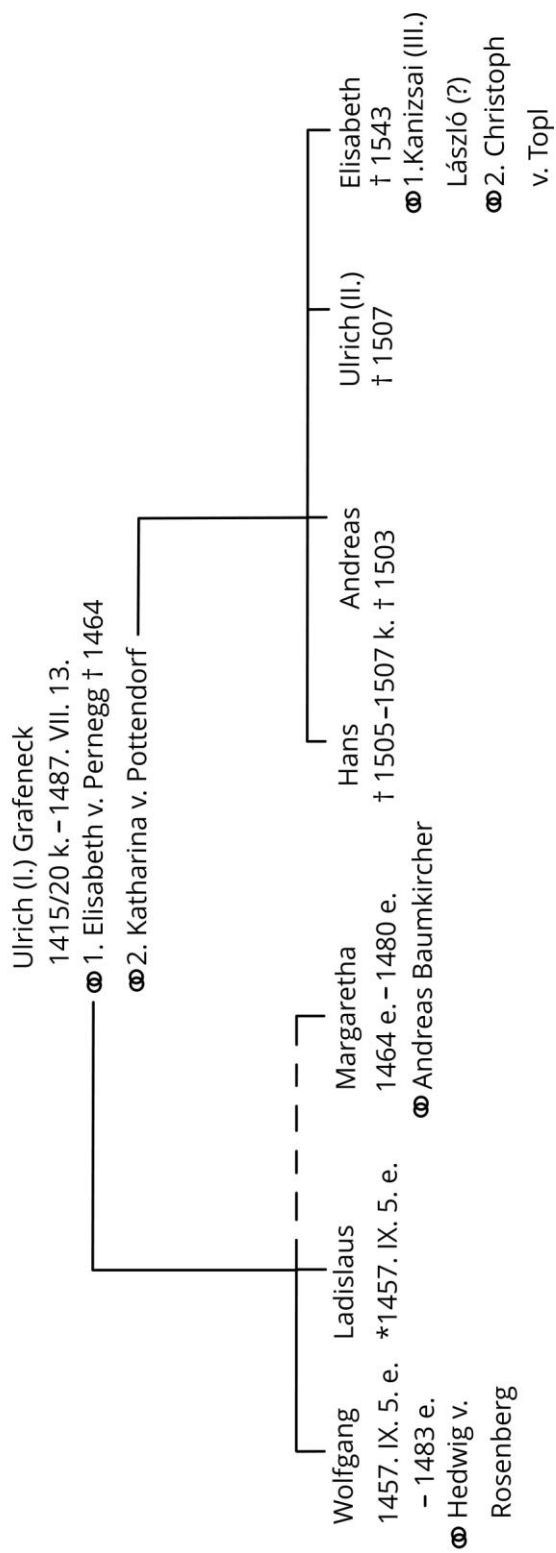 Ulrich (I.) Grafeneck
1415/20 k. – 1487. VII. 13.
⚭ 1. Elisabeth v. Pernegg † 1464
⚭ 2. Katharina v. Pottendorf
Wolfgang
1457. IX. 5. e.
– 1483 e.
⚭ Hedwig v.
Rosenberg
Ladislaus
*1457. IX. 5. e.
Margaretha
1464 e. – 1480 e.
⚭ Andreas Baumkircher
Hans
† 1505–1507 k.
Andreas
† 1503
Ulrich (II.)
† 1507
Elisabeth
† 1543
⚭ 1.Kanizsai (III.)
László (?)
⚭ 2. Christoph
v. Topl